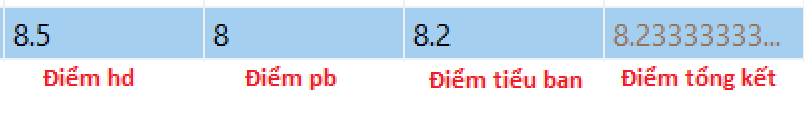 8.5 8 8.2 8.23333333...
Điểm hd Điểm pb Điểm tiểu ban Điểm tổng kết